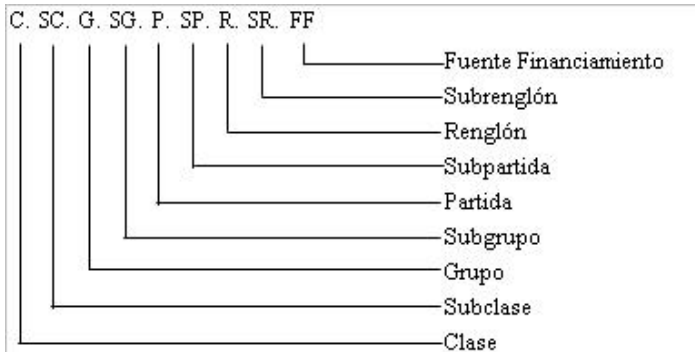 C. SC. G. SG. P. SP. R. SR. FF
Fuente Financiamiento
Subrenglón
Renglón
Subpartida
Partida
Subgrupo
Grupo
Subclase
Clase